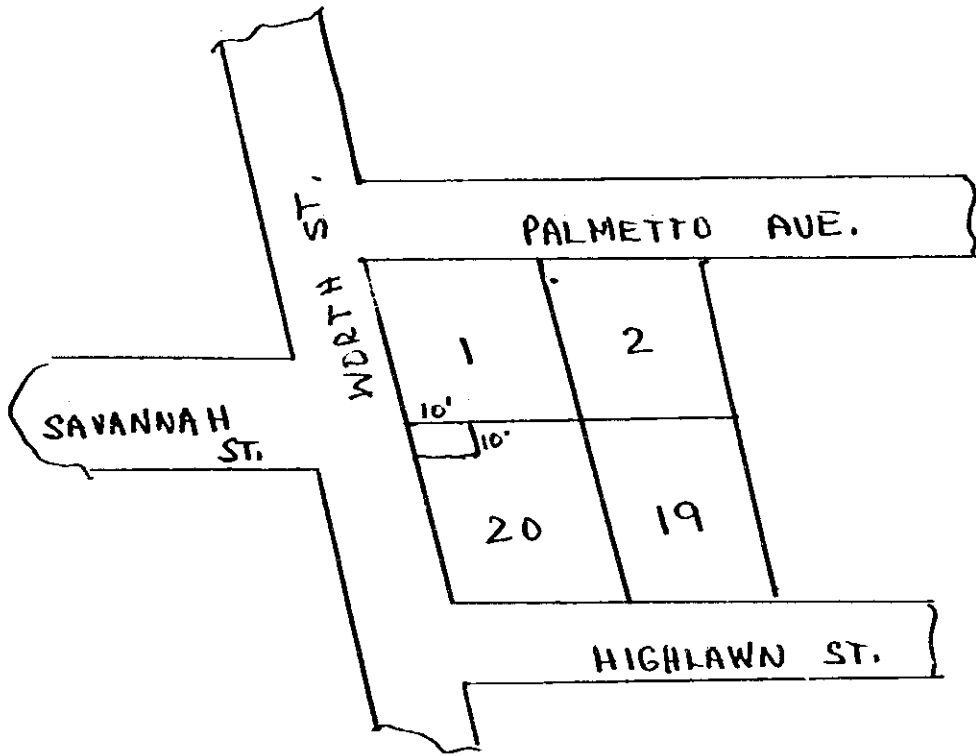 PALMETTO AVE.
WORTH ST.
1
2
10'
10'
SAVANNAH
ST.
20
19
HIGHLAWN ST.